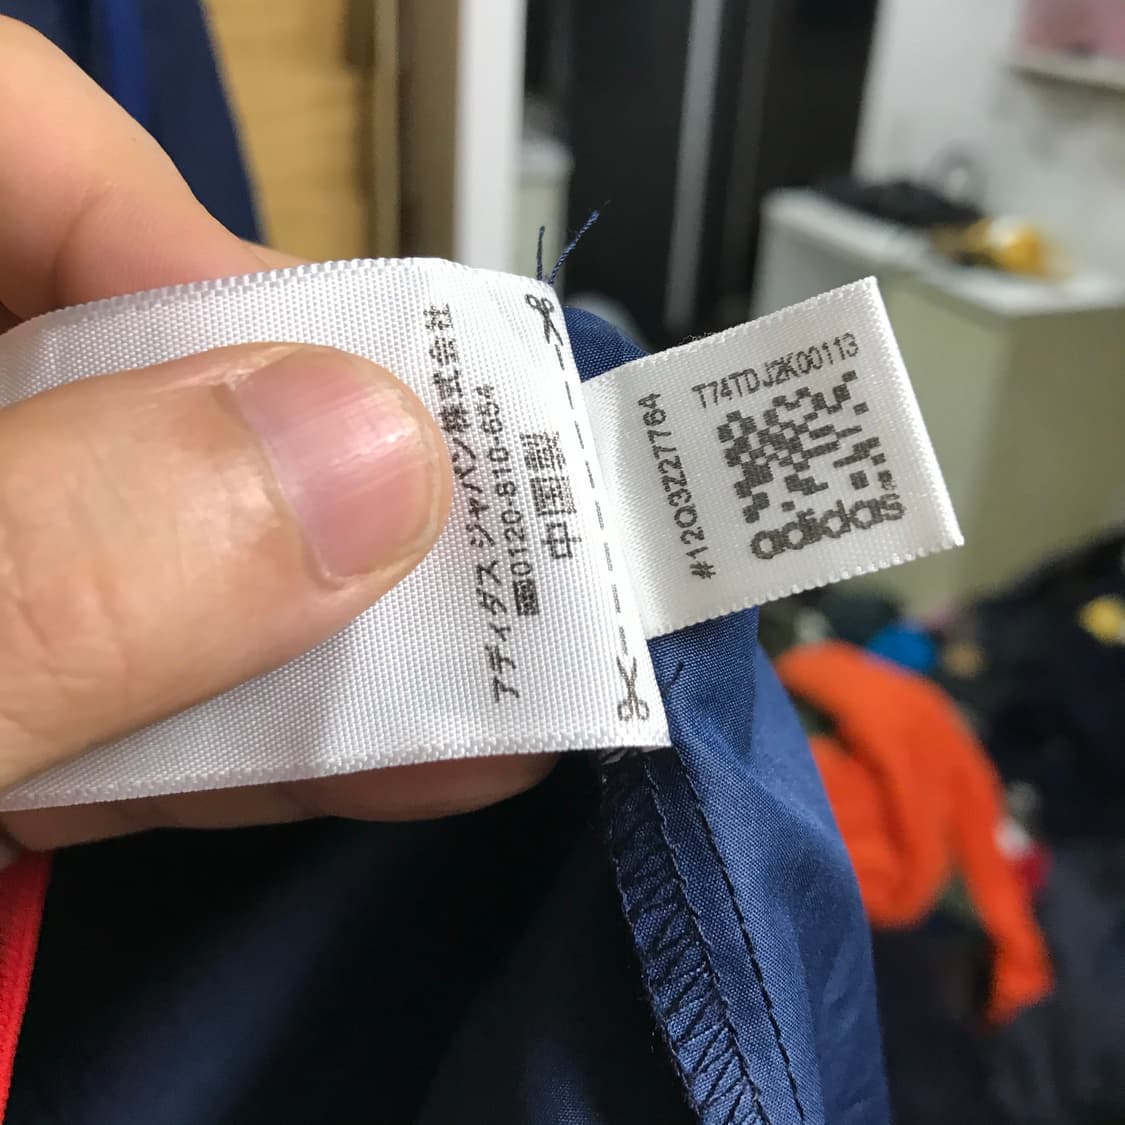 アディダス ジャパン株式会社
0120-810-654
中国製
#12Q3Z27764
T74TDJ2K00113
adidas